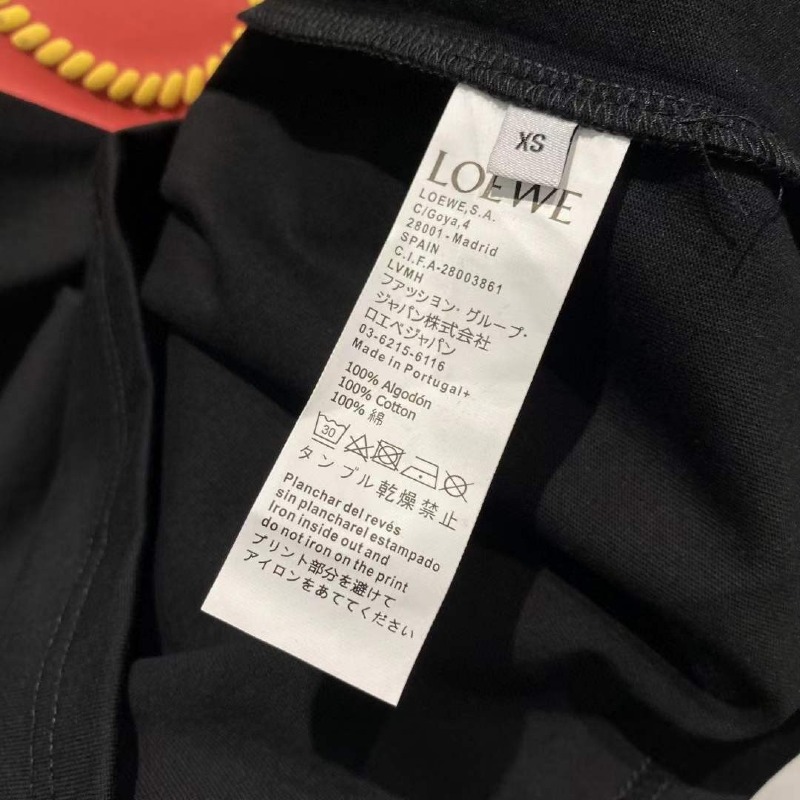 XS
LOEWE
LOEWE,S.A.
C/Goya,4
28001-Madrid
SPAIN
C.I.F.A-28003861
LVMH
ファッション・グループ・
ジャパン株式会社
ロエベジャパン
03-6215-6116
Made in Portugal+
100% Algodón
100% Cotton
100% 綿
30
タンブル乾燥禁止
Planchar del revés
sin planchar el estampado
Iron inside out and
do not iron on the print
プリント部分を避けて
アイロンをあててください